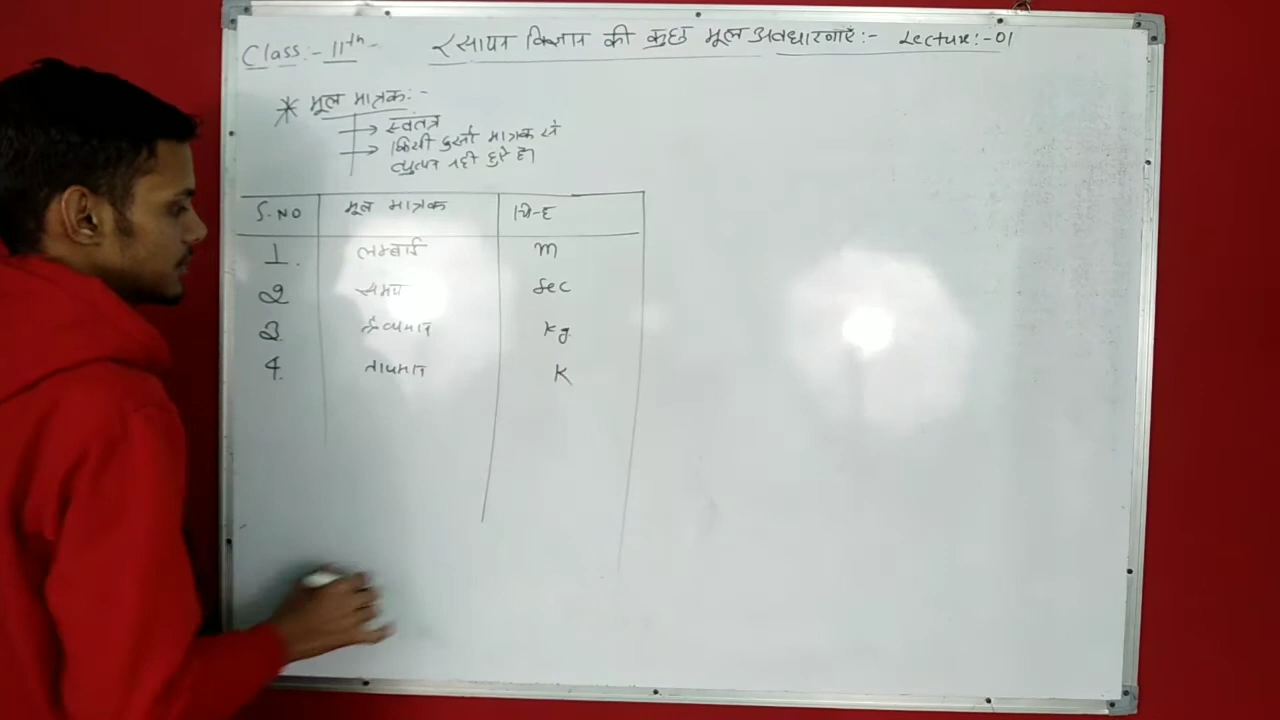 Class:- 11th- रसायन विज्ञान की कुछ मूल अवधारणाएँ:- Lecture:-01
* मूल मात्रक:-
→ स्वतंत्र
→ किसी दुसरे मात्रक से
व्युत्पन्न नही हुऐ है।
S.NO मूल मात्रक चिन्ह
1. लम्बाई m
2 समय Sec
3. द्रव्यमान kg
4. तापमान K